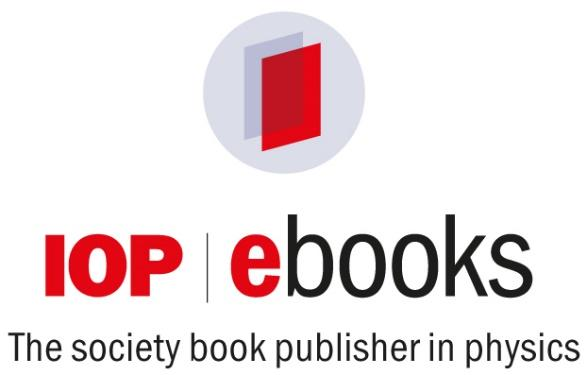 IOP | ebooks
The society book publisher in physics